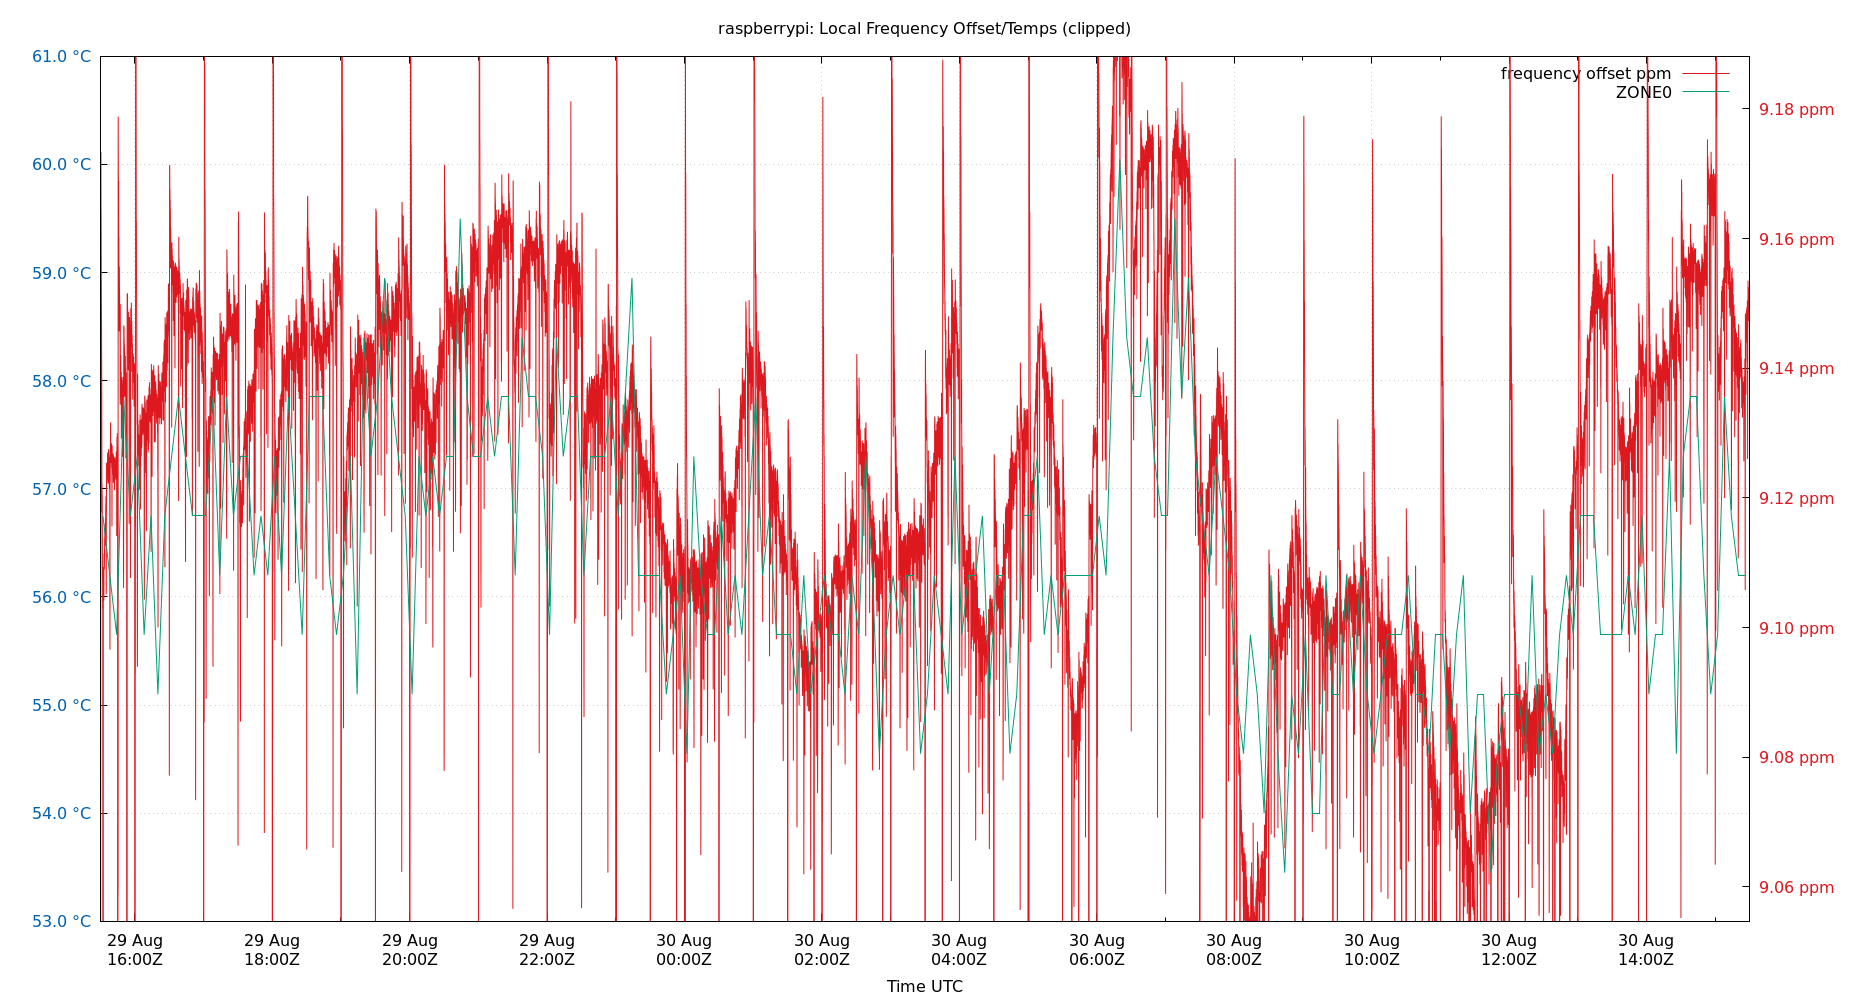 raspberrypi: Local Frequency Offset/Temps (clipped)
frequency offset ppm
ZONE0
61.0 °C
60.0 °C
59.0 °C
58.0 °C
57.0 °C
56.0 °C
55.0 °C
54.0 °C
53.0 °C
9.18 ppm
9.16 ppm
9.14 ppm
9.12 ppm
9.10 ppm
9.08 ppm
9.06 ppm
29 Aug 29 Aug 29 Aug 29 Aug 30 Aug 30 Aug 30 Aug 30 Aug 30 Aug 30 Aug 30 Aug 30 Aug
16:00Z 18:00Z 20:00Z 22:00Z 00:00Z 02:00Z 04:00Z 06:00Z 08:00Z 10:00Z 12:00Z 14:00Z
Time UTC